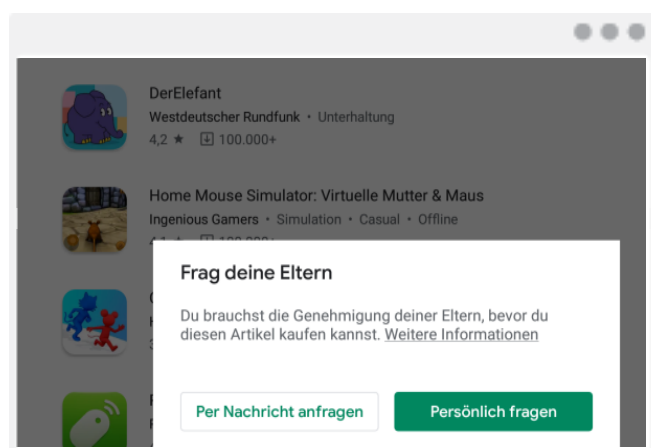 DerElefant
Westdeutscher Rundfunk • Unterhaltung
4,2 ★ 100.000+
Home Mouse Simulator: Virtuelle Mutter & Maus
Ingenious Gamers • Simulation • Casual • Offline
Frag deine Eltern
Du brauchst die Genehmigung deiner Eltern, bevor du
diesen Artikel kaufen kannst. Weitere Informationen
Per Nachricht anfragen
Persönlich fragen